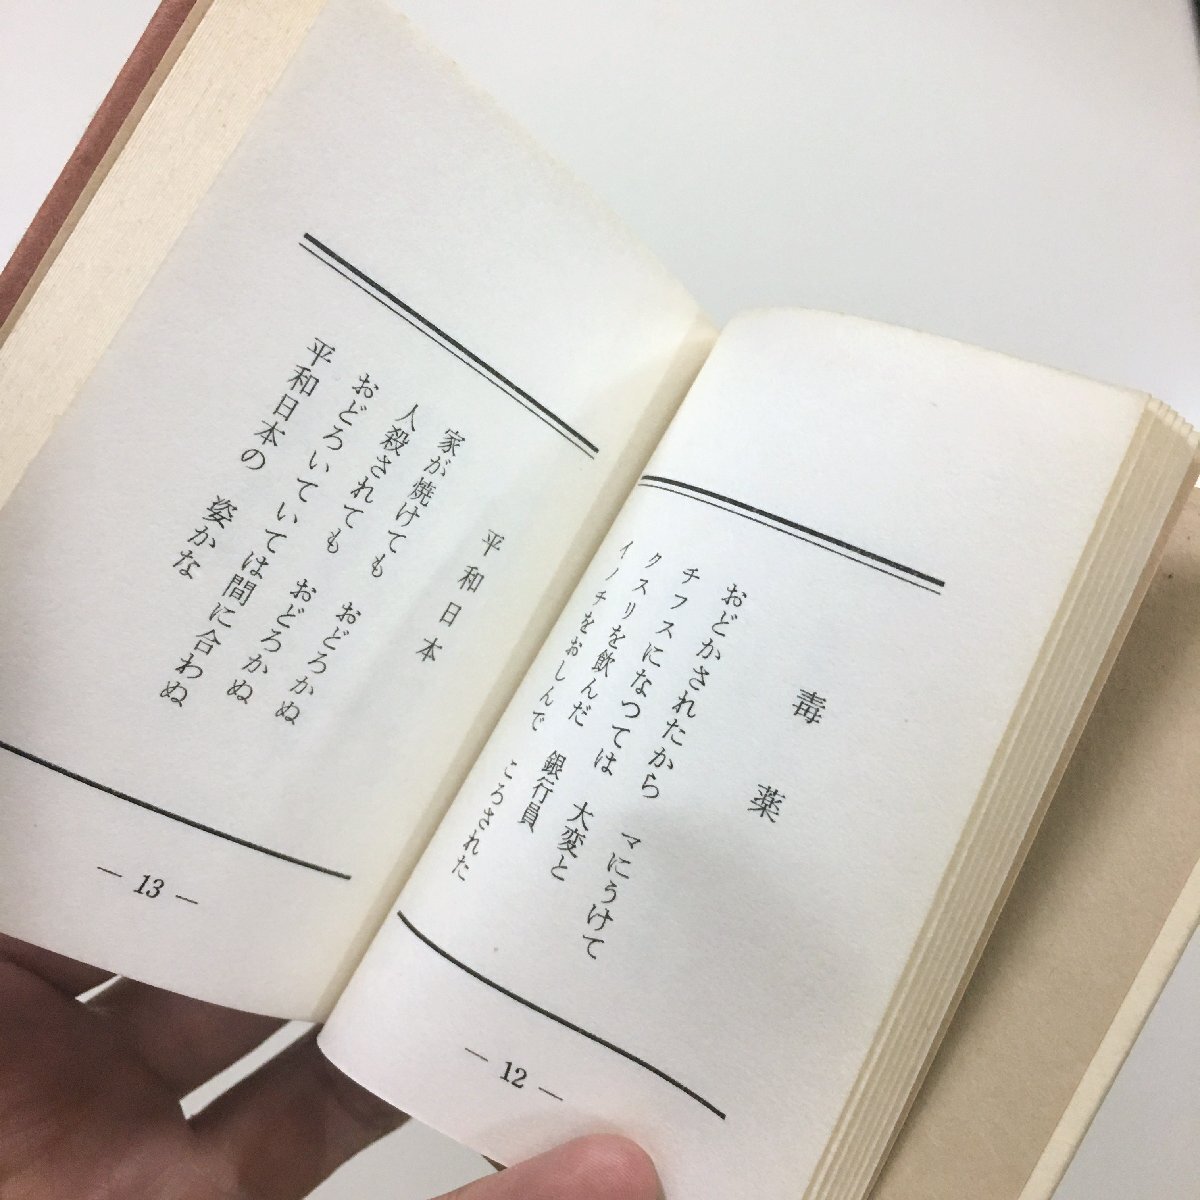 毒薬
おどかされたから マにうけて
チフスになつては 大変と
クスリを飲んだ 銀行員
イノチをおしんで ころされた
— 12 —
平和日本
家が焼けても おどろかぬ
人殺されても おどろかぬ
おどろいていては間に合わぬ
平和日本の 姿かな
— 13 —